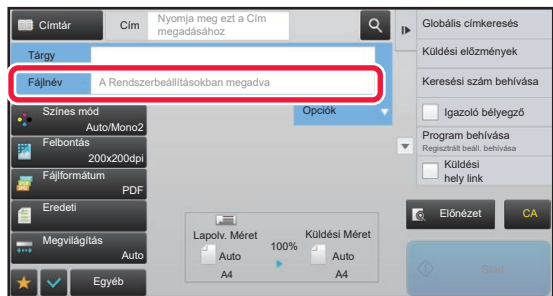 Címtár
Cím
Nyomja meg ezt a Cím
megadásához
Tárgy
Fájlnév
A Rendszerbeállításokban megadva
Színes mód
Auto/Mono2
Felbontás
200x200dpi
Fájlformátum
PDF
Eredeti
Megvilágítás
Auto
Egyéb
Opciók
Lapolv. Méret
Auto
A4
100%
Küldési Méret
Auto
A4
Globális címkeresés
Küldési előzmények
Keresési szám behívása
Igazoló bélyegző
Program behívása
Regisztrált beáll. behívása
Küldési
hely link
Előnézet
CA
Start